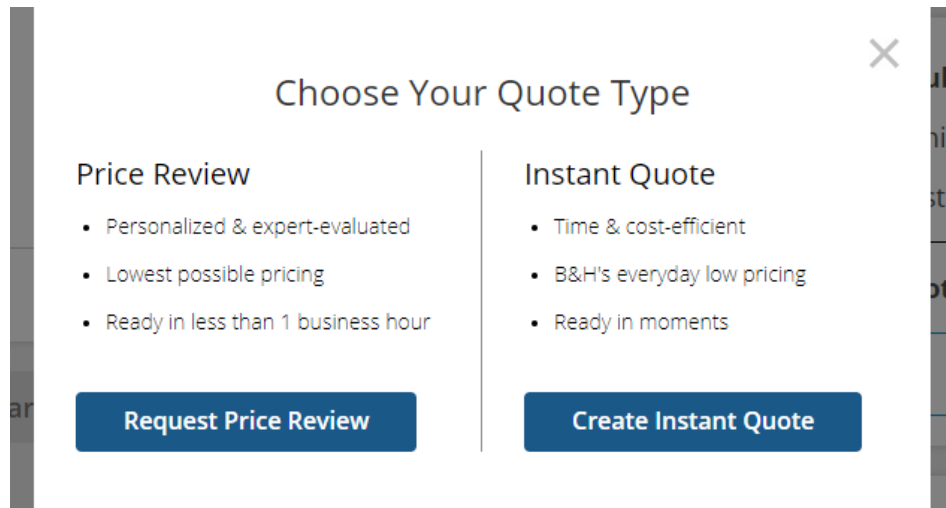 Choose Your Quote Type
Price Review
• Personalized & expert-evaluated
• Lowest possible pricing
• Ready in less than 1 business hour
Request Price Review
Instant Quote
• Time & cost-efficient
• B&H's everyday low pricing
• Ready in moments
Create Instant Quote